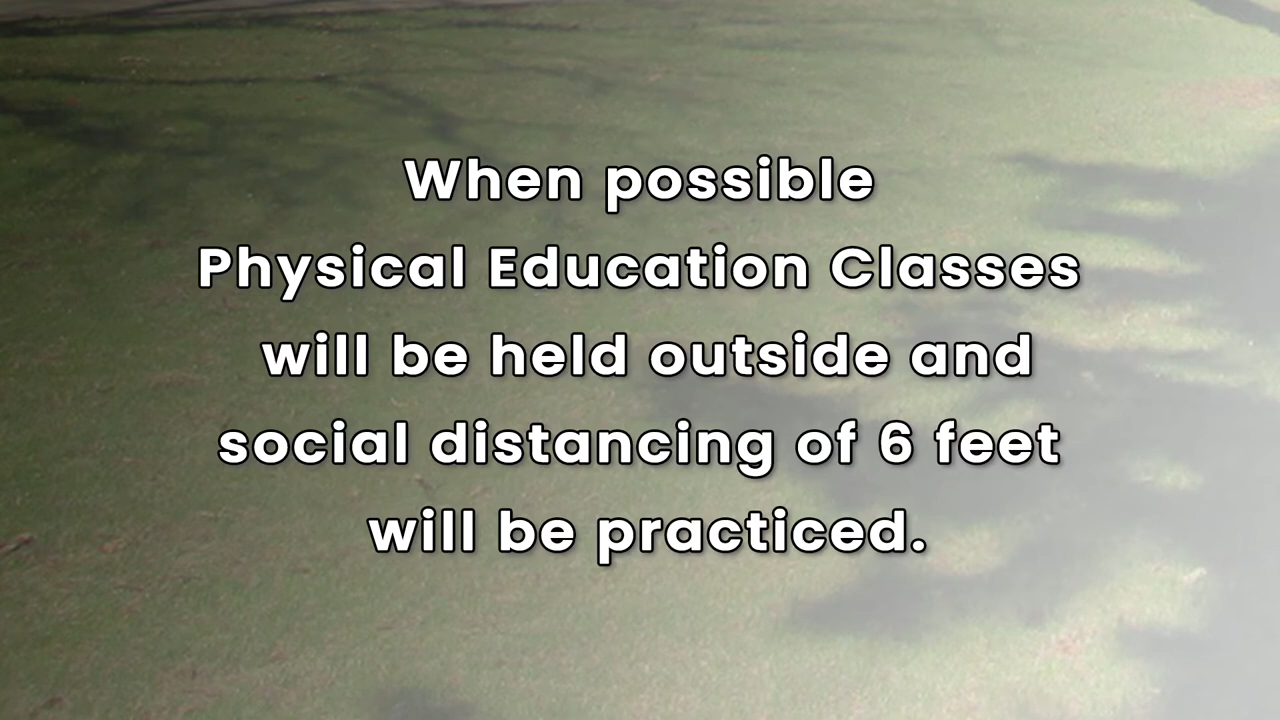 When possible
Physical Education Classes
will be held outside and
social distancing of 6 feet
will be practiced.